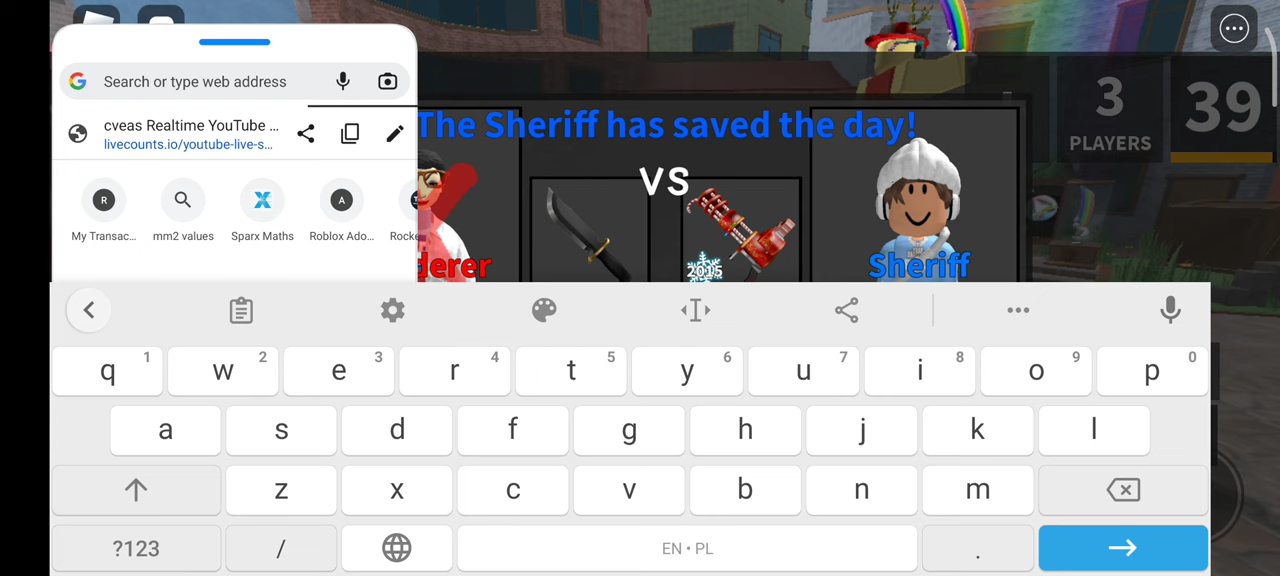 Search or type web address
cveas Realtime YouTube ...
livecounts.io/youtube-live-s...
R
A
My Transac...
mm2 values
Sparx Maths
Roblox Ado...
Rocke
The Sheriff has saved the day!
VS
2015
derer
Sheriff
3
PLAYERS
39
q 1 w 2 e 3 r 4 t 5 y 6 u 7 i 8 o 9 p 0
a s d f g h j k l
z x c v b n m
?123 / EN • PL .